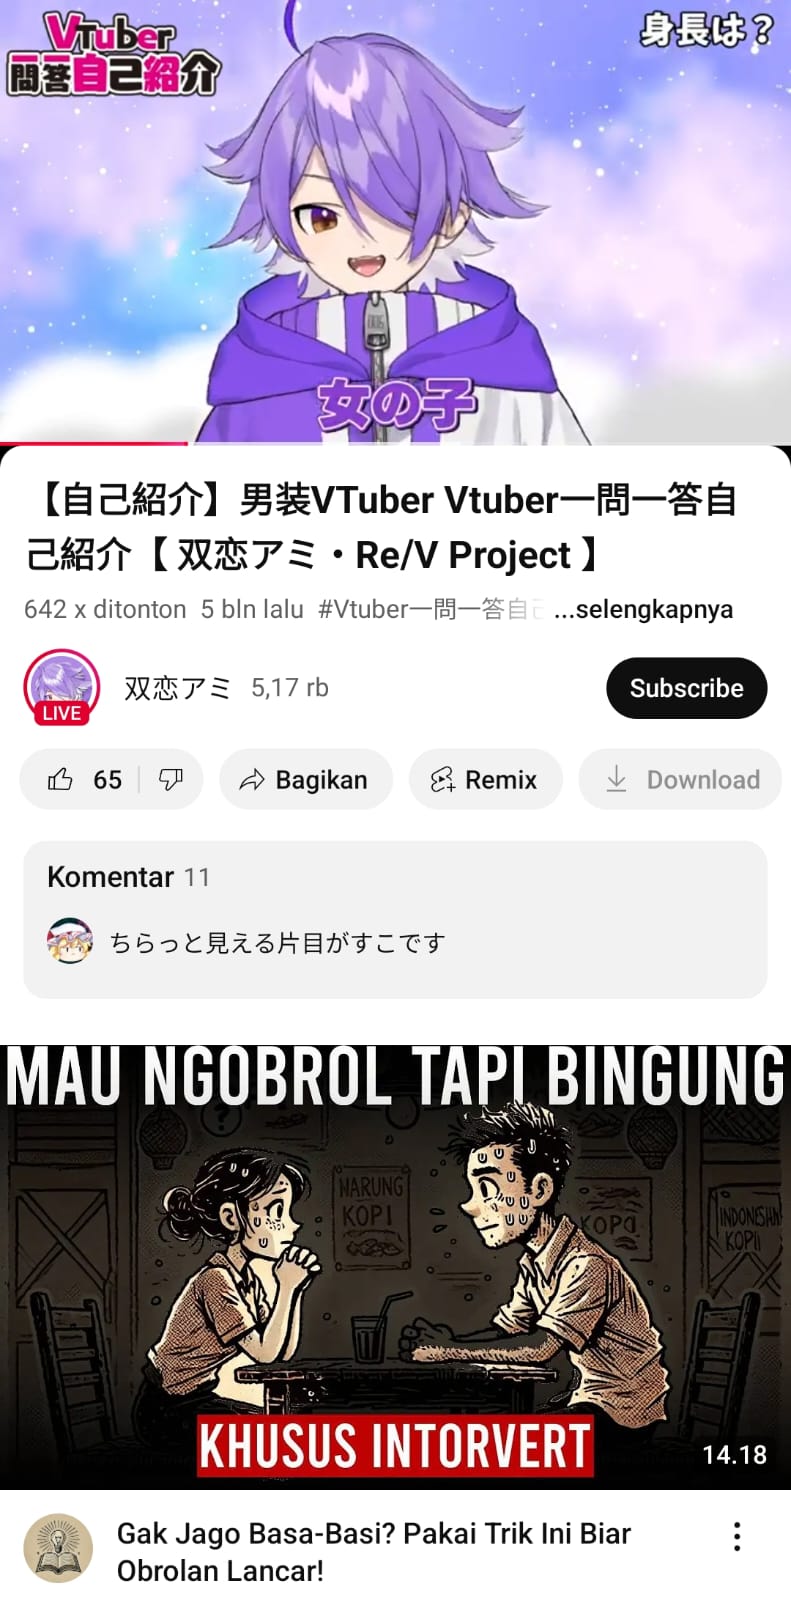 VTuber
問答自己紹介
身長は？
女の子
【自己紹介】男装VTuber Vtuber一問一答自
己紹介【 双恋アミ・Re/V Project 】
642 x ditonton 5 bln lalu #Vtuber一問一答自己 ...selengkapnya
双恋アミ 5,17 rb
LIVE
Subscribe
65
Bagikan
Remix
Download
Komentar 11
ちらっと見える片目がすこです
MAU NGOBROL TAPI BINGUNG
WARUNG
KOPI
KOPG
INDONESHN
KOPII
KHUSUS INTORVERT
14.18
Gak Jago Basa-Basi? Pakai Trik Ini Biar
Obrolan Lancar!